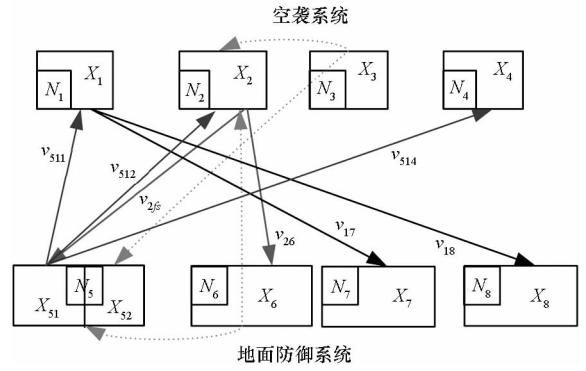 空袭系统
N₁ X₁ N₂ X₂ N₃ X₃ N₄ X₄
v₅₁₁ v₅₁₂ v₂fs v₅₁₄
v₂₆ v₁₇ v₁₈
X₅₁ N₅ X₅₂ N₆ X₆ N₇ X₇ N₈ X₈
地面防御系统